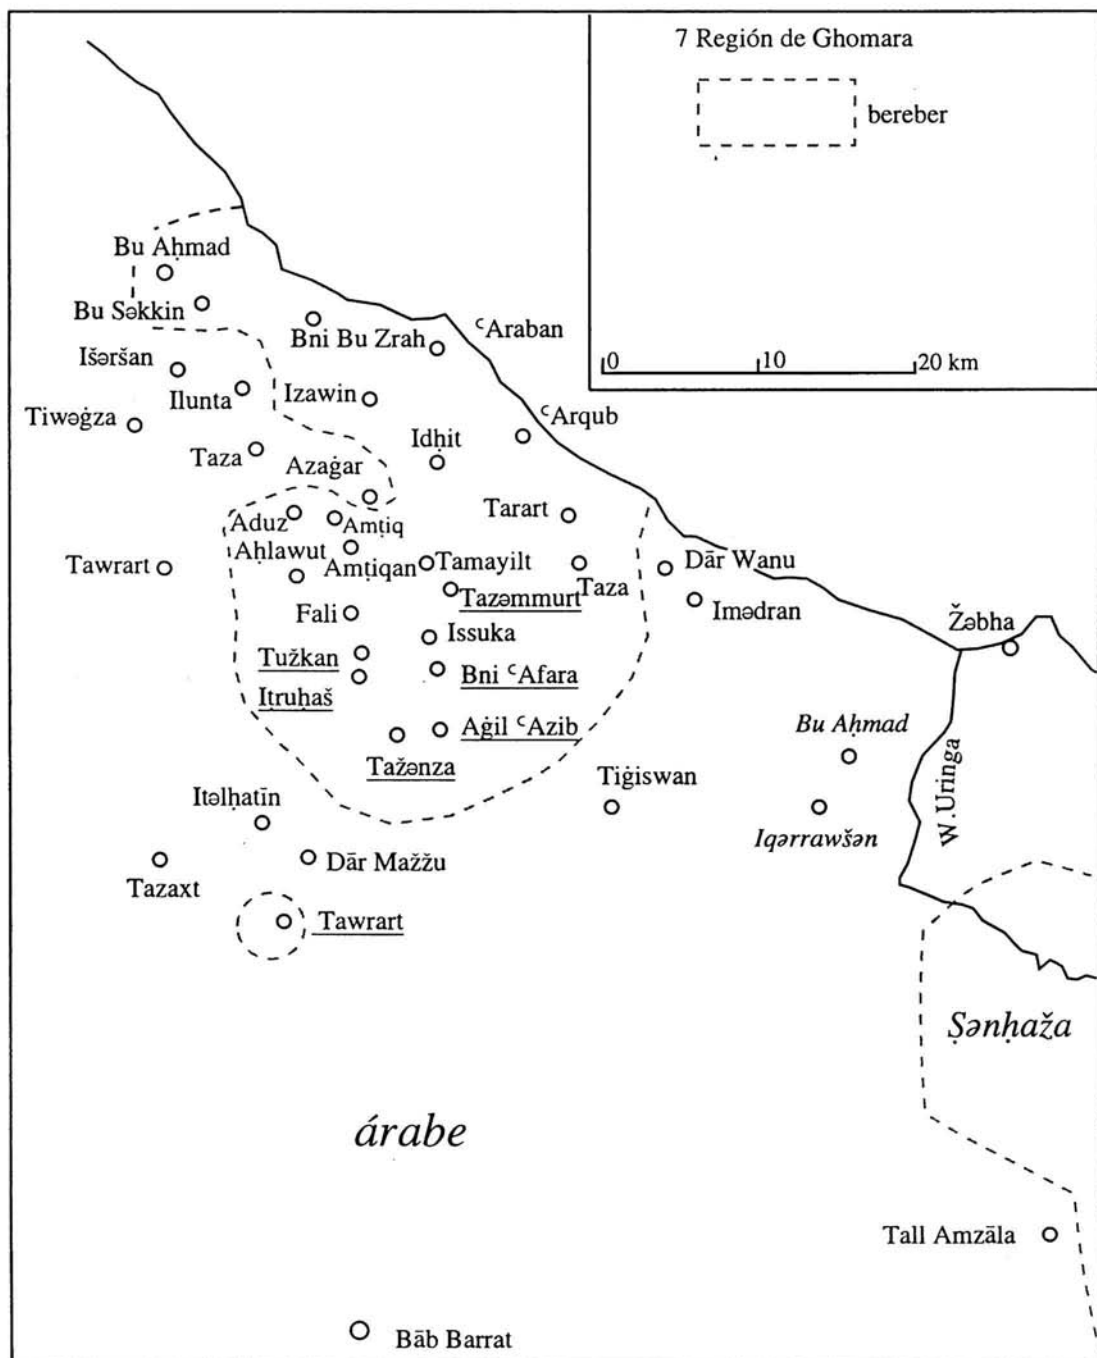 7 Región de Ghomara
bereber
0 10 20 km
Bu Aḥmad
Bu Səkkin
Bni Bu Zrah
ᶜAraban
Išəršan
Ilunta
Izawin
Tiwəġza
ᶜArqub
Taza
Idḥit
Azaġar
Aduz
Amṭiq
Tarart
Tawrart
Aḥlawut
Amṭiqan
Tamayilt
Taza
Dār Wanu
Tazəmmurt
Imədran
Fali
Issuka
Žəbha
Tužkan
Bni ᶜAfara
Iṭruḥaš
Aġil ᶜAzib
Bu Aḥmad
Tažənza
Tiġiswan
W.Uringa
Itəlḥatīn
Iqərrawšən
Dār Mažžu
Tazaxt
Tawrart
Ṣənḥaža
árabe
Tall Amzāla
Bāb Barrat